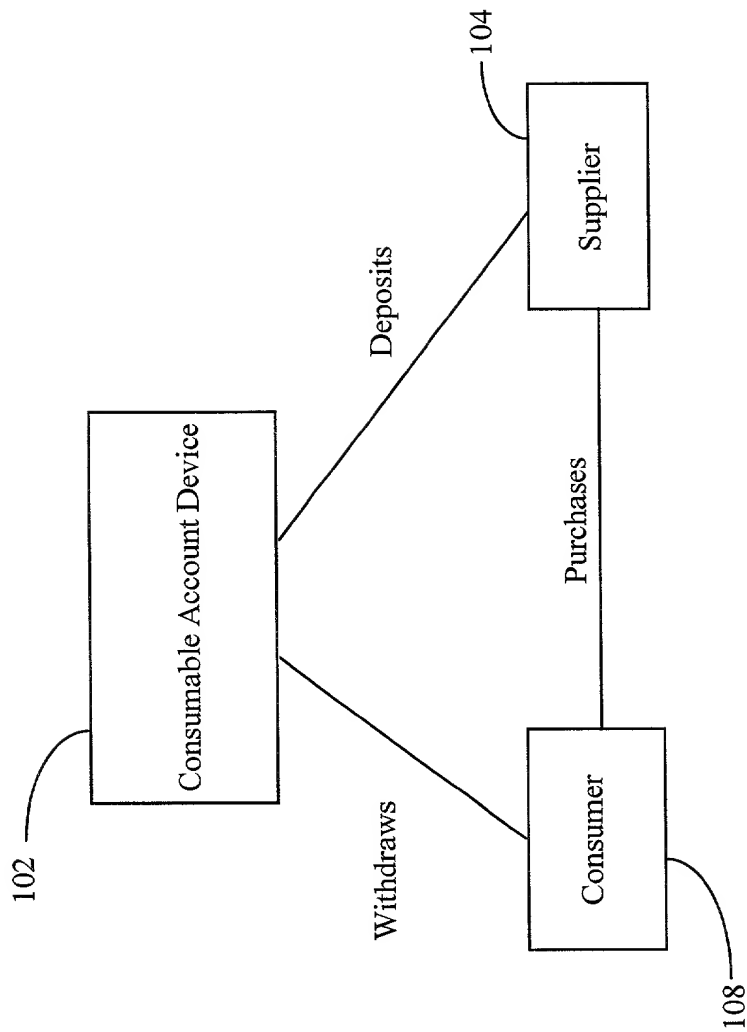 102
Consumable Account Device
Withdraws
Deposits
104
Consumer
Purchases
Supplier
108